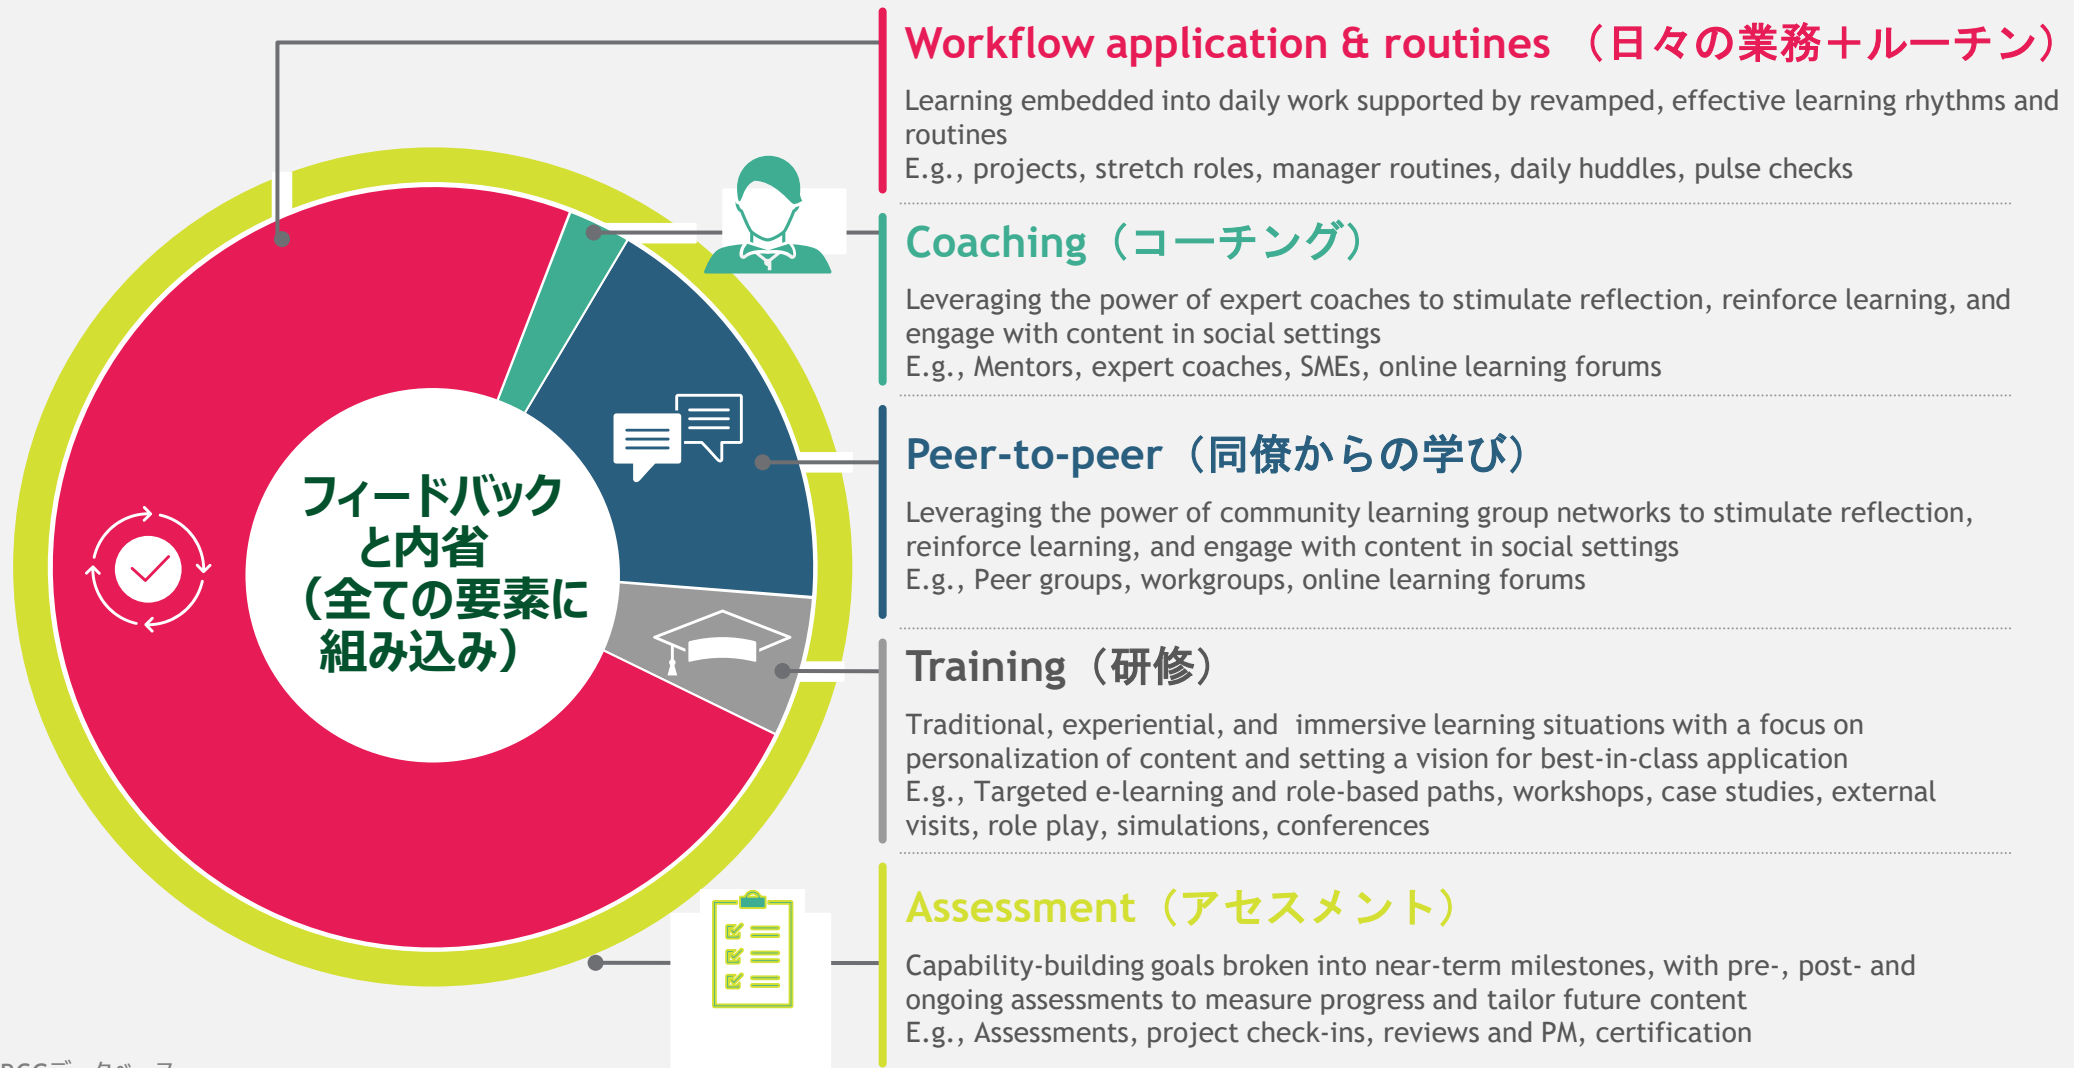 Workflow application & routines （日々の業務＋ルーチン）
Learning embedded into daily work supported by revamped, effective learning rhythms and
routines
E.g., projects, stretch roles, manager routines, daily huddles, pulse checks
Coaching（コーチング）
Leveraging the power of expert coaches to stimulate reflection, reinforce learning, and
engage with content in social settings
E.g., Mentors, expert coaches, SMEs, online learning forums
Peer-to-peer（同僚からの学び）
Leveraging the power of community learning group networks to stimulate reflection,
reinforce learning, and engage with content in social settings
E.g., Peer groups, workgroups, online learning forums
フィードバック
と内省
（全ての要素に
組み込み）
Training（研修）
Traditional, experiential, and immersive learning situations with a focus on
personalization of content and setting a vision for best-in-class application
E.g., Targeted e-learning and role-based paths, workshops, case studies, external
visits, role play, simulations, conferences
Assessment（アセスメント）
Capability-building goals broken into near-term milestones, with pre-, post- and
ongoing assessments to measure progress and tailor future content
E.g., Assessments, project check-ins, reviews and PM, certification